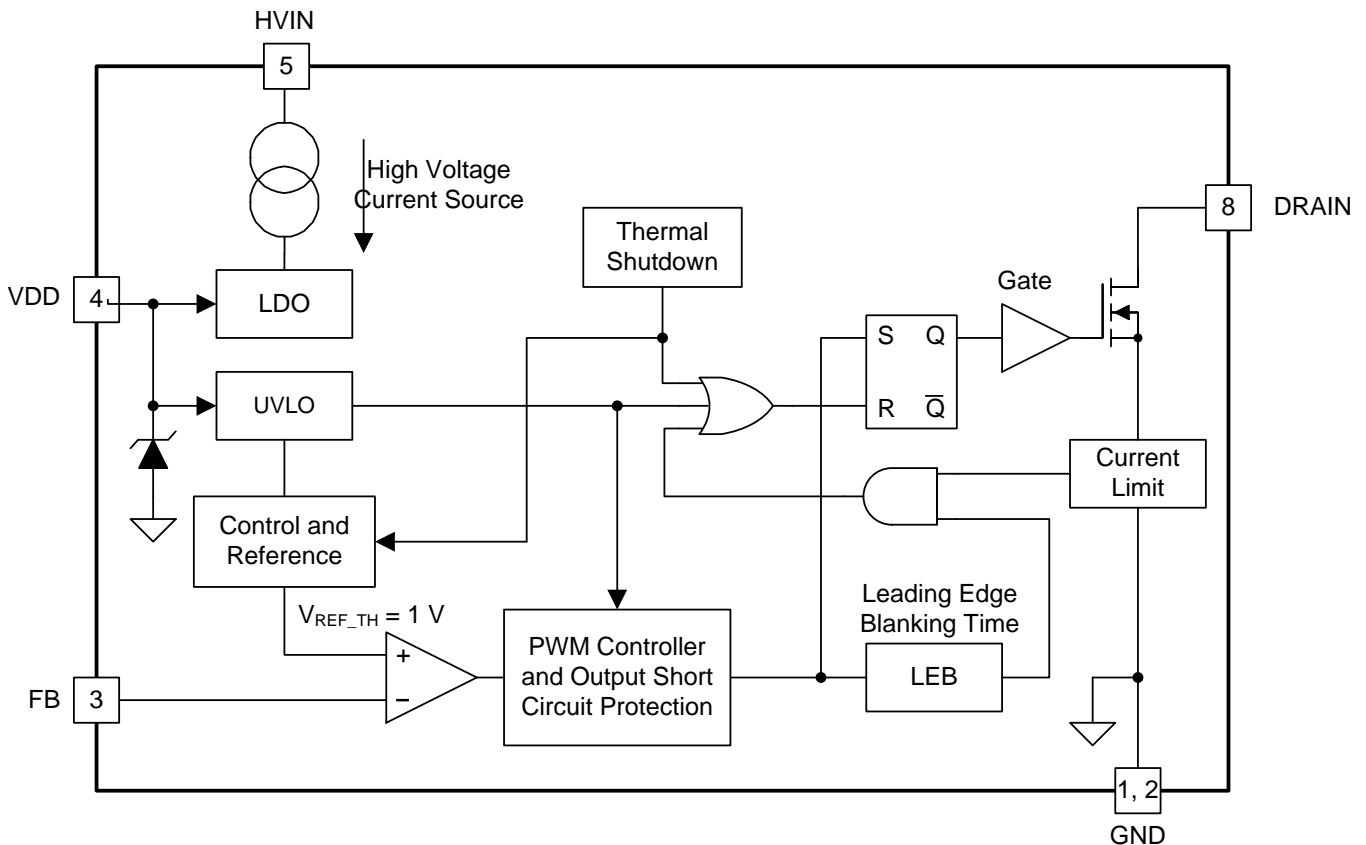 HVIN
5
High Voltage
Current Source
8
DRAIN
Thermal
Shutdown
VDD
4
LDO
Gate
S
Q
UVLO
R
Q̅
Current
Limit
Control and
Reference
V_REF_TH = 1 V
Leading Edge
Blanking Time
+
−
PWM Controller
and Output Short
Circuit Protection
LEB
FB
3
1, 2
GND